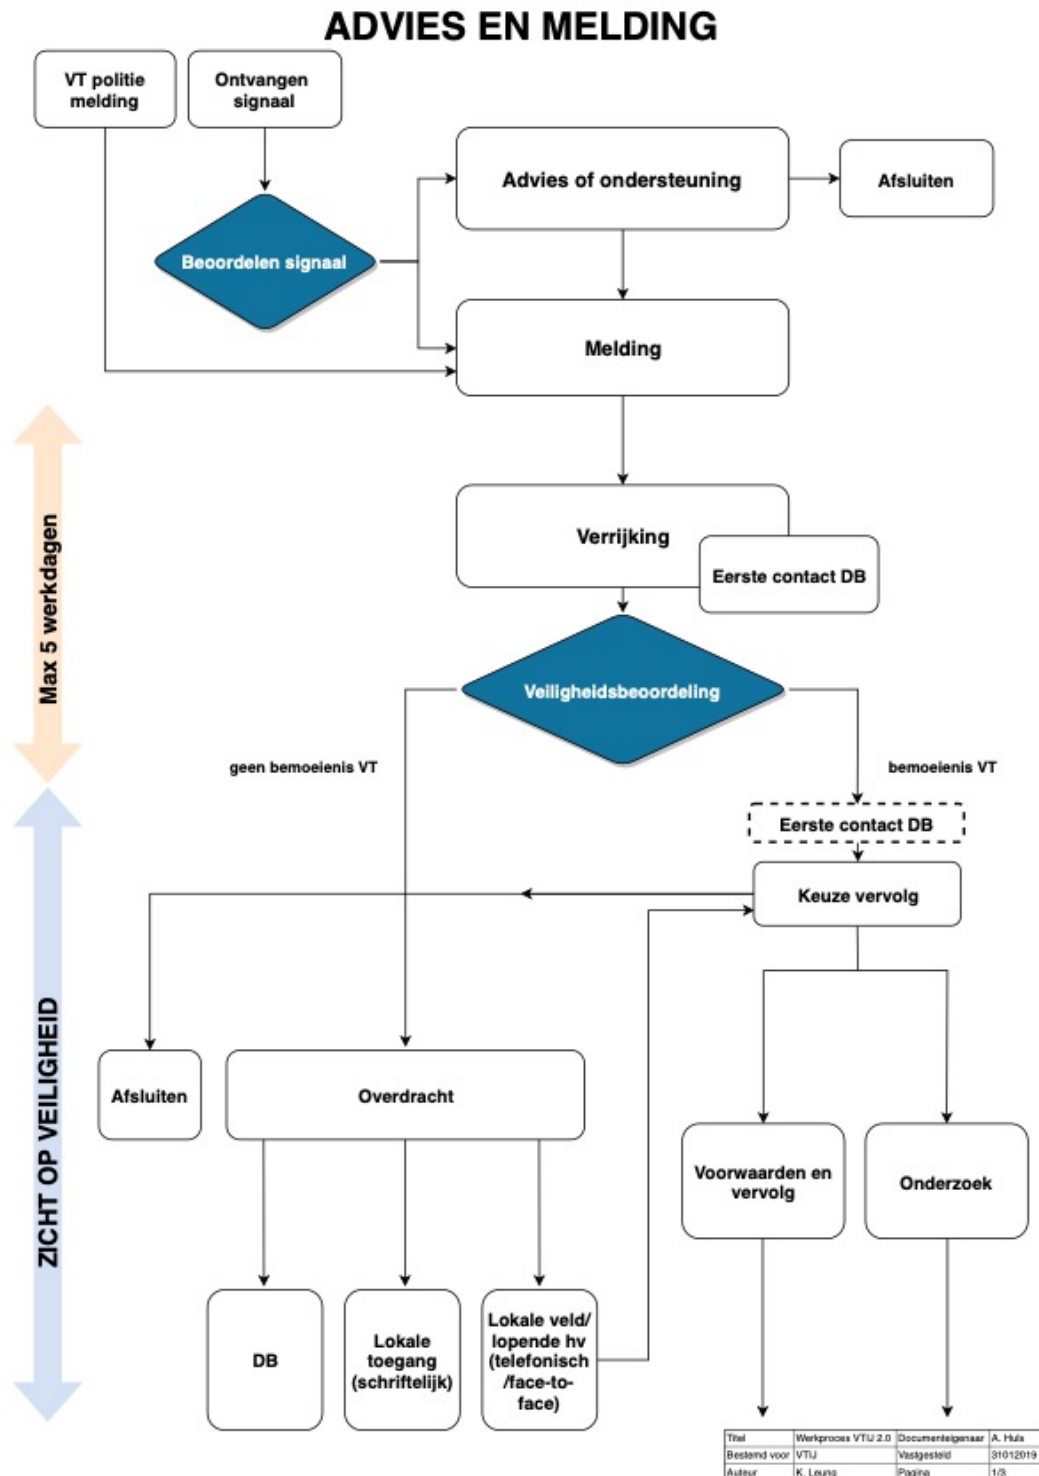 ADVIES EN MELDING
VT politie
melding
Ontvangen
signaal
Advies of ondersteuning
Afsluiten
Beoordelen signaal
Melding
Max 5 werkdagen
Verrijking
Eerste contact DB
Veiligheidsbeoordeling
geen bemoeienis VT
bemoeienis VT
Eerste contact DB
Keuze vervolg
ZICHT OP VEILIGHEID
Afsluiten
Overdracht
Voorwaarden en
vervolg
Onderzoek
DB
Lokale
toegang
(schriftelijk)
Lokale veld/
lopende hv
(telefonisch
/face-to-
face)
Titel Werkproces VTIJ 2.0 Documenteigenaar A. Huls
Bestemd voor VTIJ Vastgesteld 31012019
Auteur K. Leung Pagina 1/3